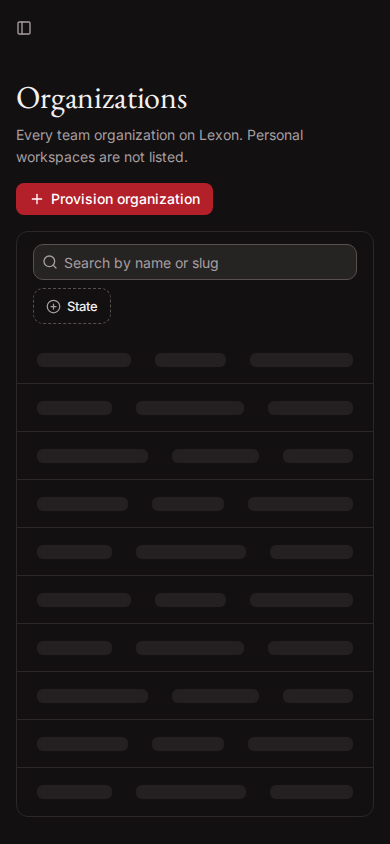 Organizations
Every team organization on Lexon. Personal
workspaces are not listed.
Provision organization
Search by name or slug
State